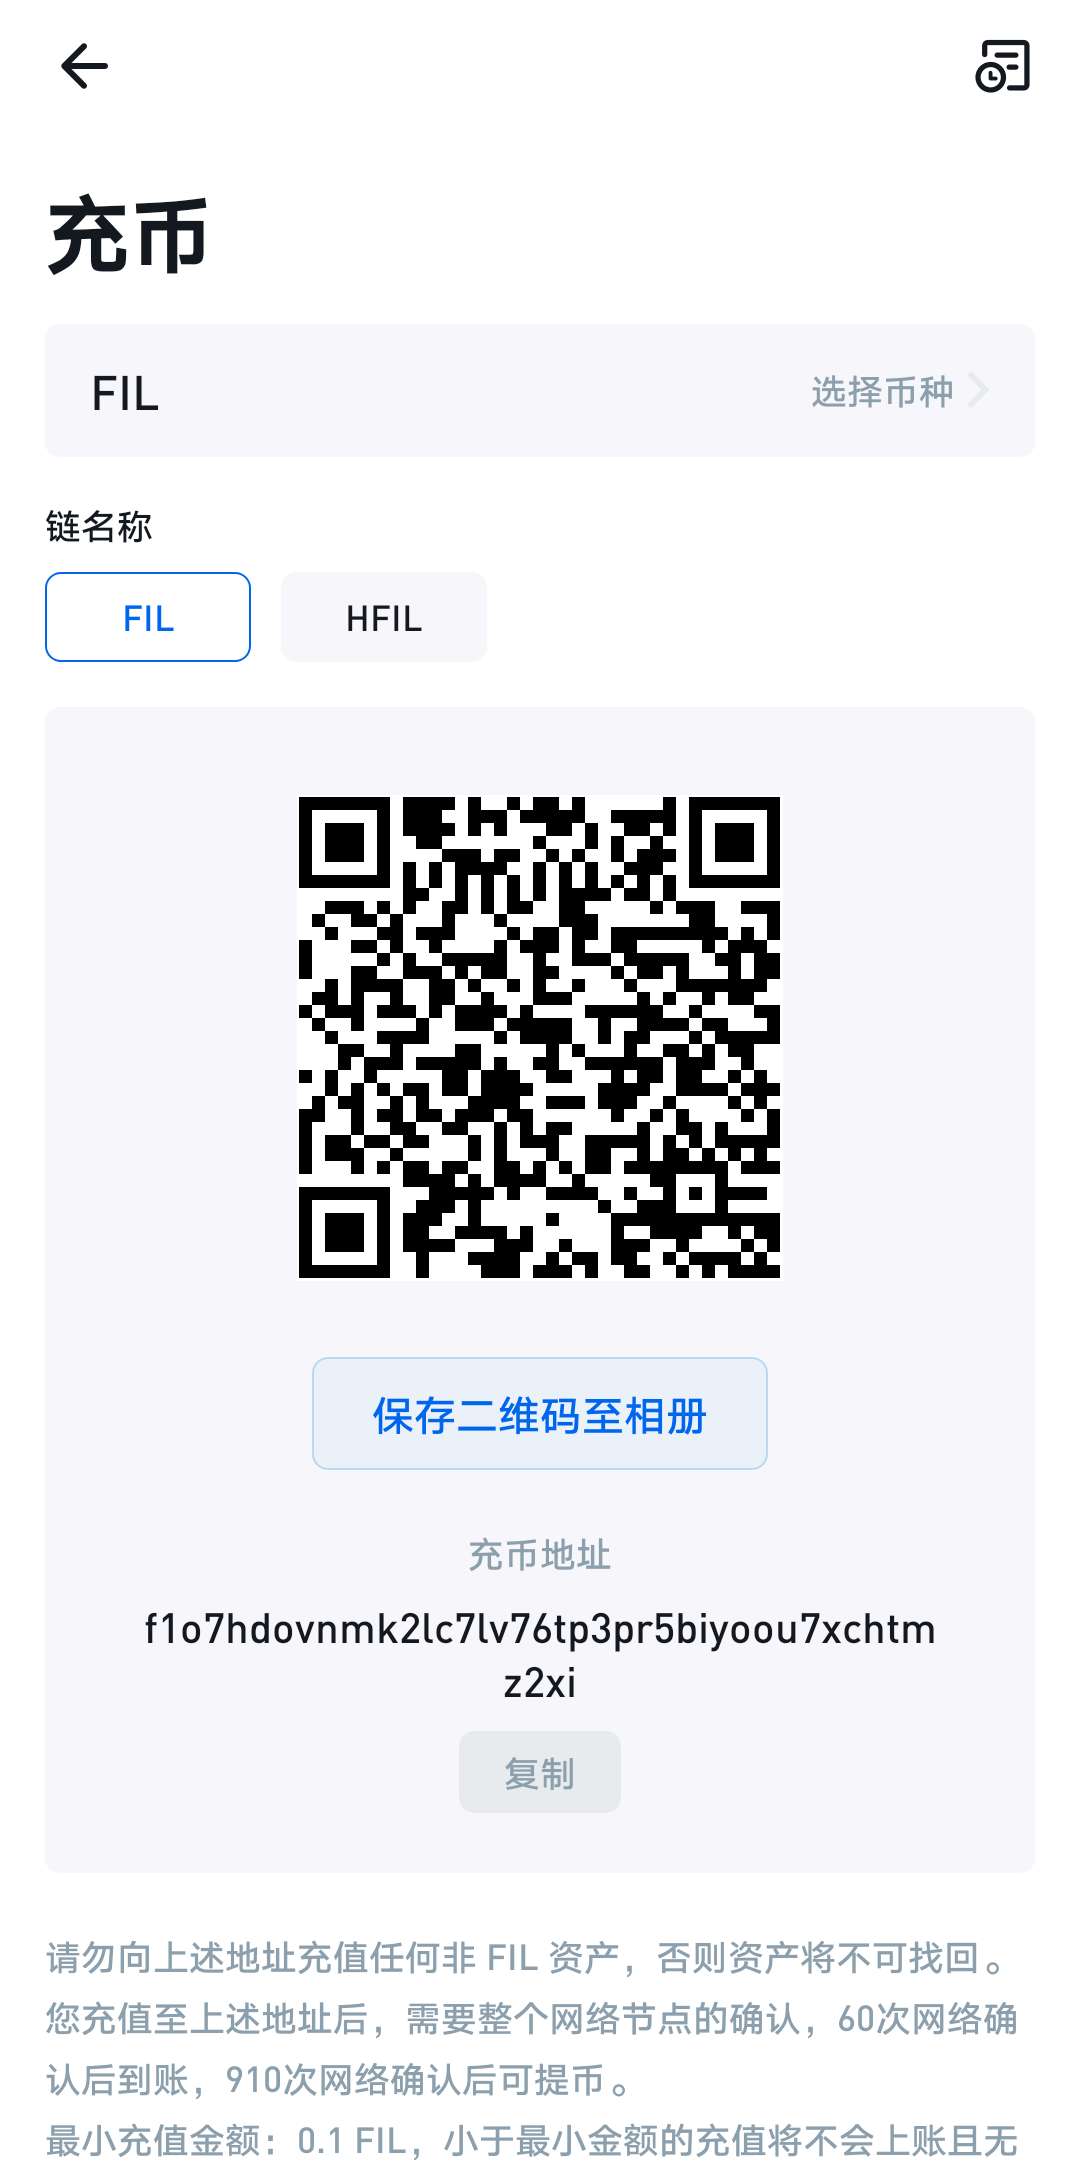 充币
FIL
选择币种
链名称
FIL
HFIL
保存二维码至相册
充币地址
f1o7hdovnmk2lc7lv76tp3pr5biyoou7xchtm
z2xi
复制
请勿向上述地址充值任何非 FIL 资产，否则资产将不可找回。
您充值至上述地址后，需要整个网络节点的确认，60次网络确
认后到账，910次网络确认后可提币。
最小充值金额：0.1 FIL，小于最小金额的充值将不会上账且无